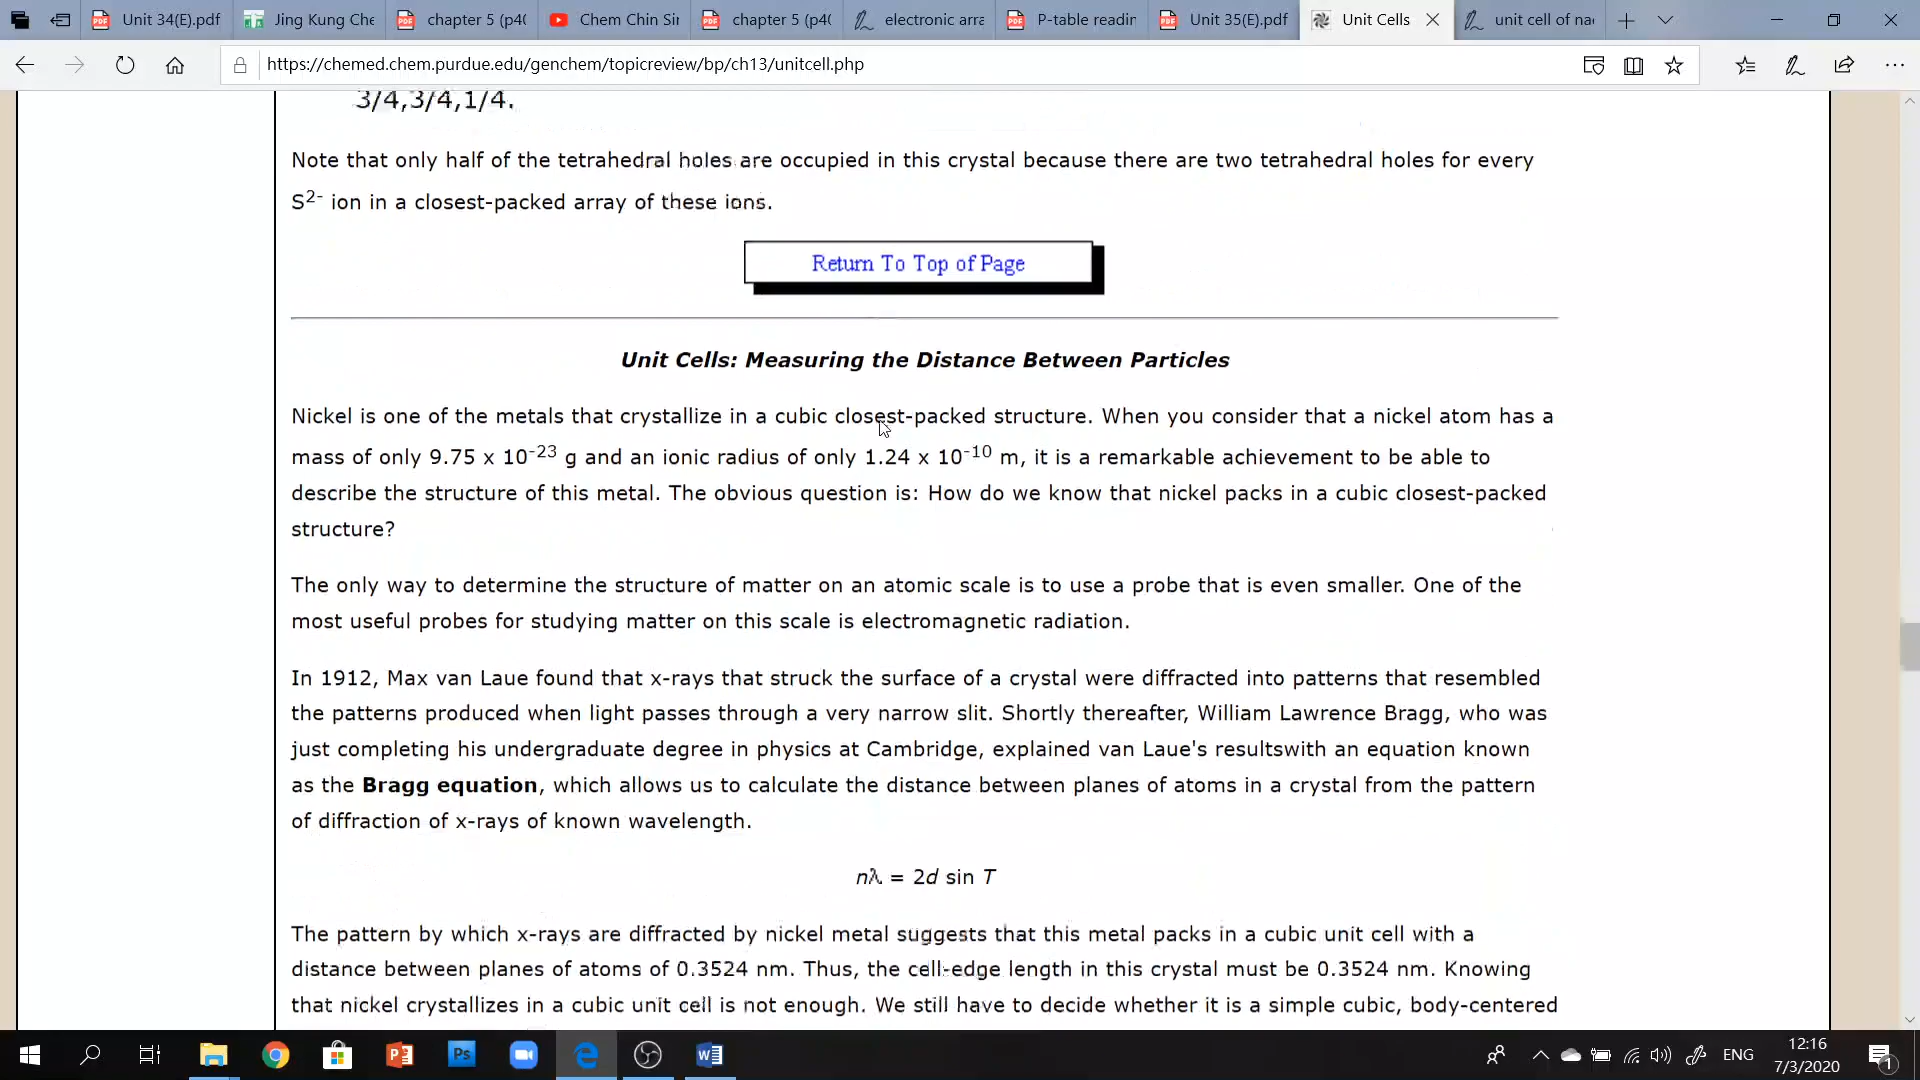 Unit 34(E).pdf
Jing Kung Che
chapter 5 (p4(
Chem Chin Sir
chapter 5 (p4(
electronic arra
P-table readin
Unit 35(E).pdf
Unit Cells
unit cell of na
https://chemed.chem.purdue.edu/genchem/topicreview/bp/ch13/unitcell.php
3/4,3/4,1/4.
Note that only half of the tetrahedral holes are occupied in this crystal because there are two tetrahedral holes for every
S2- ion in a closest-packed array of these ions.
Return To Top of Page
Unit Cells: Measuring the Distance Between Particles
Nickel is one of the metals that crystallize in a cubic closest-packed structure. When you consider that a nickel atom has a
mass of only 9.75 x 10-23 g and an ionic radius of only 1.24 x 10-10 m, it is a remarkable achievement to be able to
describe the structure of this metal. The obvious question is: How do we know that nickel packs in a cubic closest-packed
structure?
The only way to determine the structure of matter on an atomic scale is to use a probe that is even smaller. One of the
most useful probes for studying matter on this scale is electromagnetic radiation.
In 1912, Max van Laue found that x-rays that struck the surface of a crystal were diffracted into patterns that resembled
the patterns produced when light passes through a very narrow slit. Shortly thereafter, William Lawrence Bragg, who was
just completing his undergraduate degree in physics at Cambridge, explained van Laue's resultswith an equation known
as the Bragg equation, which allows us to calculate the distance between planes of atoms in a crystal from the pattern
of diffraction of x-rays of known wavelength.
nλ = 2d sin T
The pattern by which x-rays are diffracted by nickel metal suggests that this metal packs in a cubic unit cell with a
distance between planes of atoms of 0.3524 nm. Thus, the cell-edge length in this crystal must be 0.3524 nm. Knowing
that nickel crystallizes in a cubic unit cell is not enough. We still have to decide whether it is a simple cubic, body-centered
ENG
12:16
7/3/2020
1